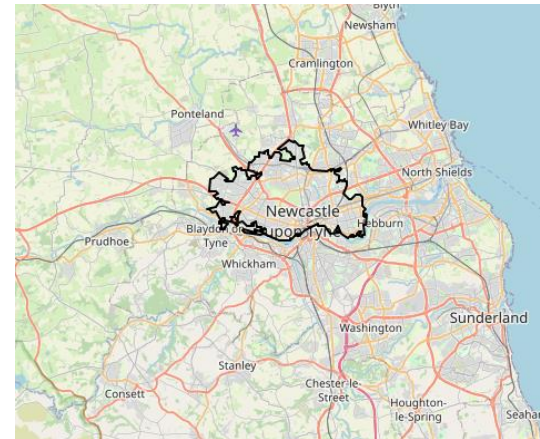 Blyth
Newsham
Cramlington
Ponteland
Whitley Bay
North Shields
Newcastle
upon Tyne
Hebburn
Blaydon on
Tyne
Prudhoe
Whickham
Sunderland
Washington
Stanley
Chester-le-
Street
Consett
Houghton-
le-Spring
Seaha